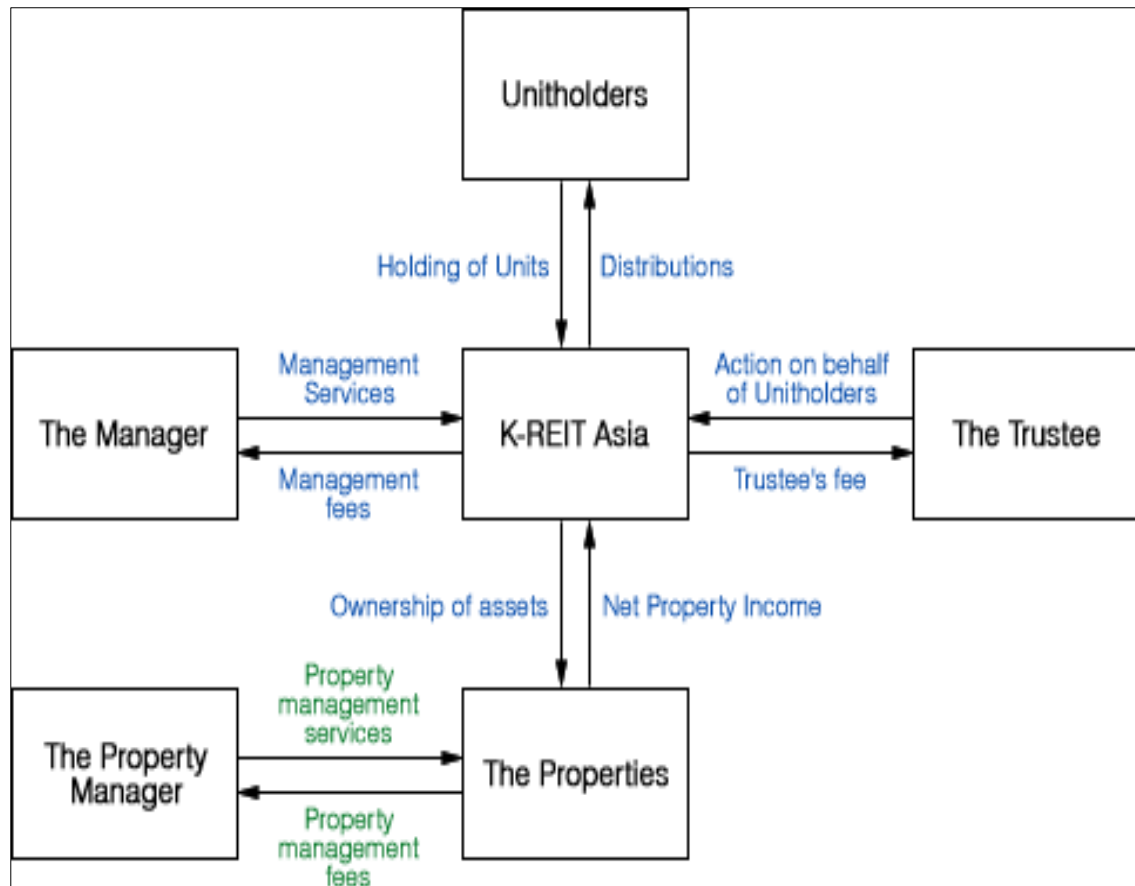 Unitholders
Holding of Units
Distributions
Management
Services
Action on behalf
of Unitholders
The Manager
K-REIT Asia
The Trustee
Management
fees
Trustee's fee
Ownership of assets
Net Property Income
Property
management
services
The Property
Manager
The Properties
Property
management
fees